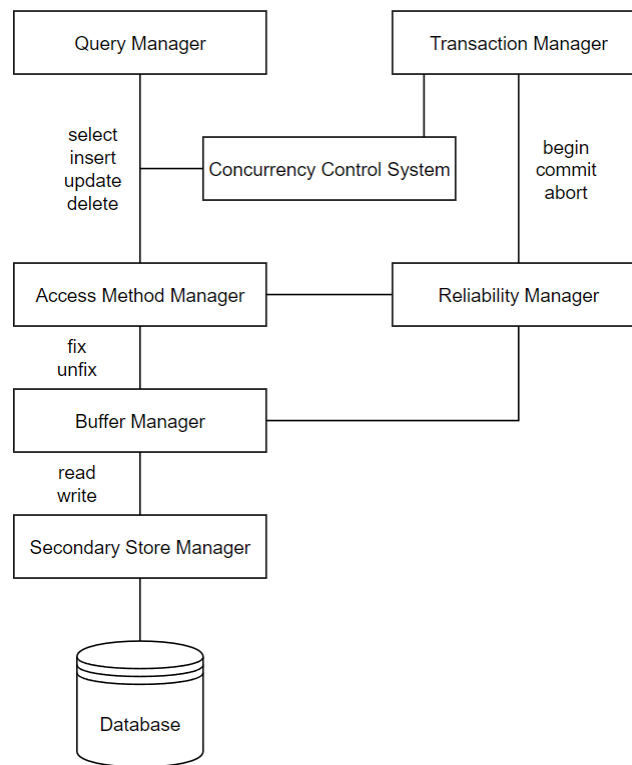 Query Manager
Transaction Manager
select
insert
update
delete
Concurrency Control System
begin
commit
abort
Access Method Manager
Reliability Manager
fix
unfix
Buffer Manager
read
write
Secondary Store Manager
Database